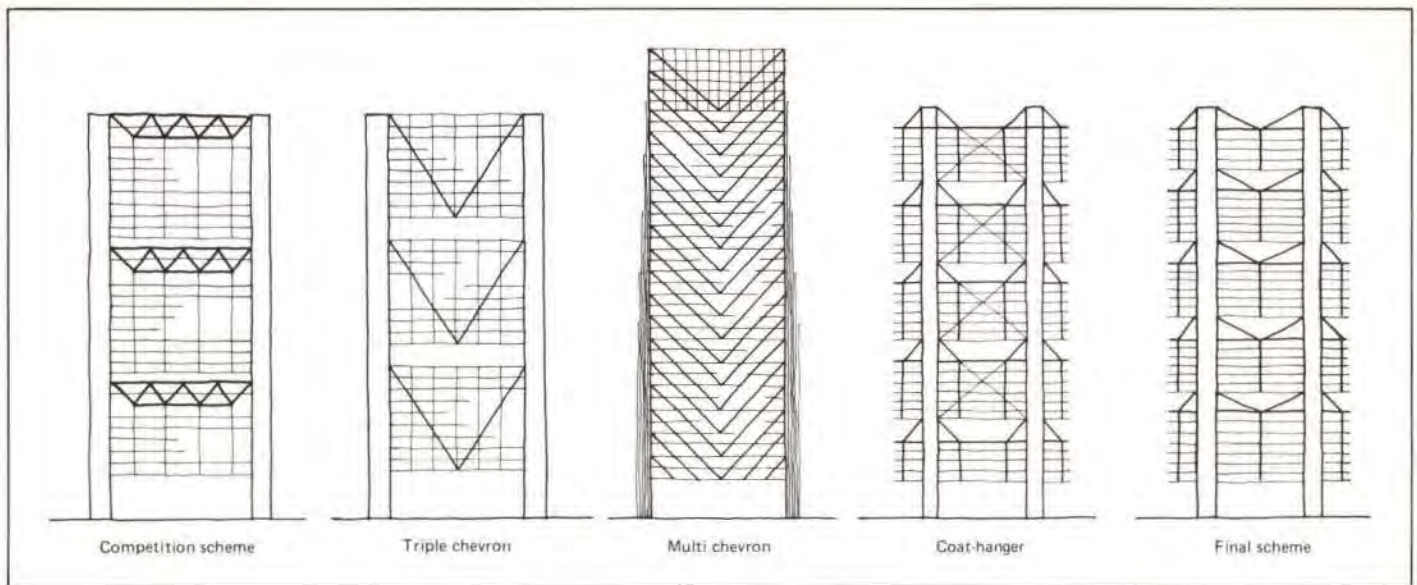 Competition scheme
Triple chevron
Multi chevron
Coat-hanger
Final scheme